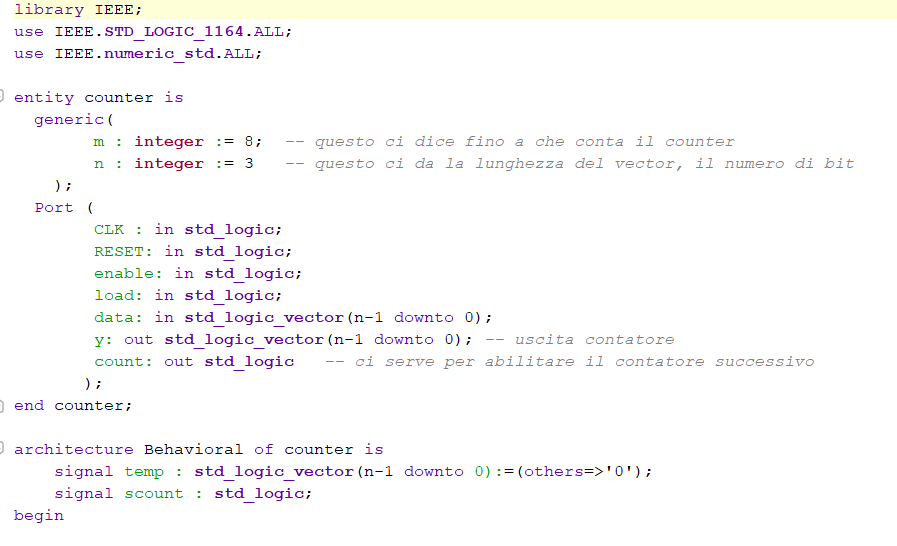 library IEEE;
use IEEE.STD_LOGIC_1164.ALL;
use IEEE.numeric_std.ALL;
entity counter is
generic(
m : integer := 8;  -- questo ci dice fino a che conta il counter
n : integer := 3   -- questo ci da la lunghezza del vector, il numero di bit
);
Port (
CLK : in std_logic;
RESET: in std_logic;
enable: in std_logic;
load: in std_logic;
data: in std_logic_vector(n-1 downto 0);
y: out std_logic_vector(n-1 downto 0); -- uscita contatore
count: out std_logic   -- ci serve per abilitare il contatore successivo
);
end counter;
architecture Behavioral of counter is
signal temp : std_logic_vector(n-1 downto 0):=(others=>'0');
signal scount : std_logic;
begin